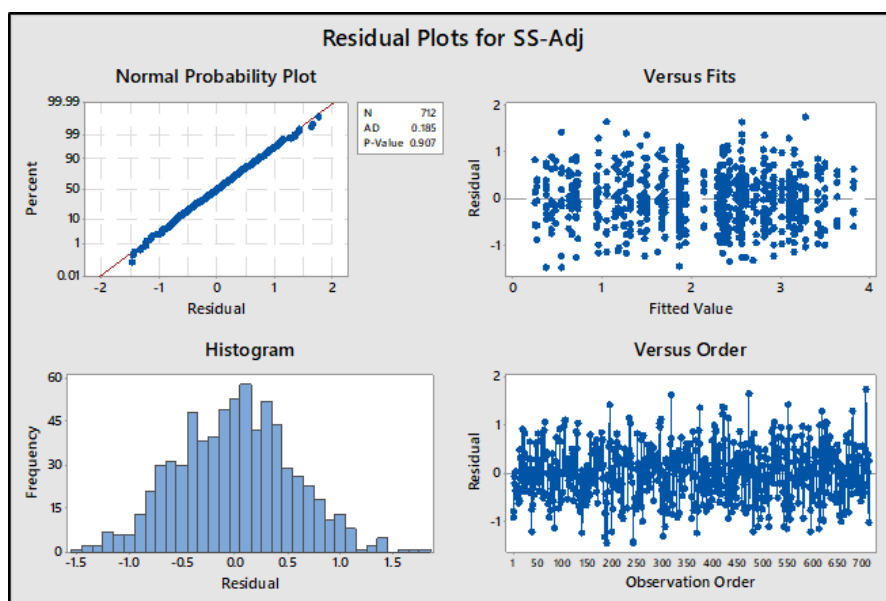 Residual Plots for SS-Adj
Normal Probability Plot
99.99
99
90
50
10
1
0.01
Percent
-2 -1 0 1 2
Residual
N 712
AD 0.185
P-Value 0.907
Versus Fits
2
1
0
-1
Residual
0 1 2 3 4
Fitted Value
Histogram
60
45
30
15
0
Frequency
-1.5 -1.0 -0.5 0.0 0.5 1.0 1.5
Residual
Versus Order
2
1
0
-1
Residual
1 50 100 150 200 250 300 350 400 450 500 550 600 650 700
Observation Order